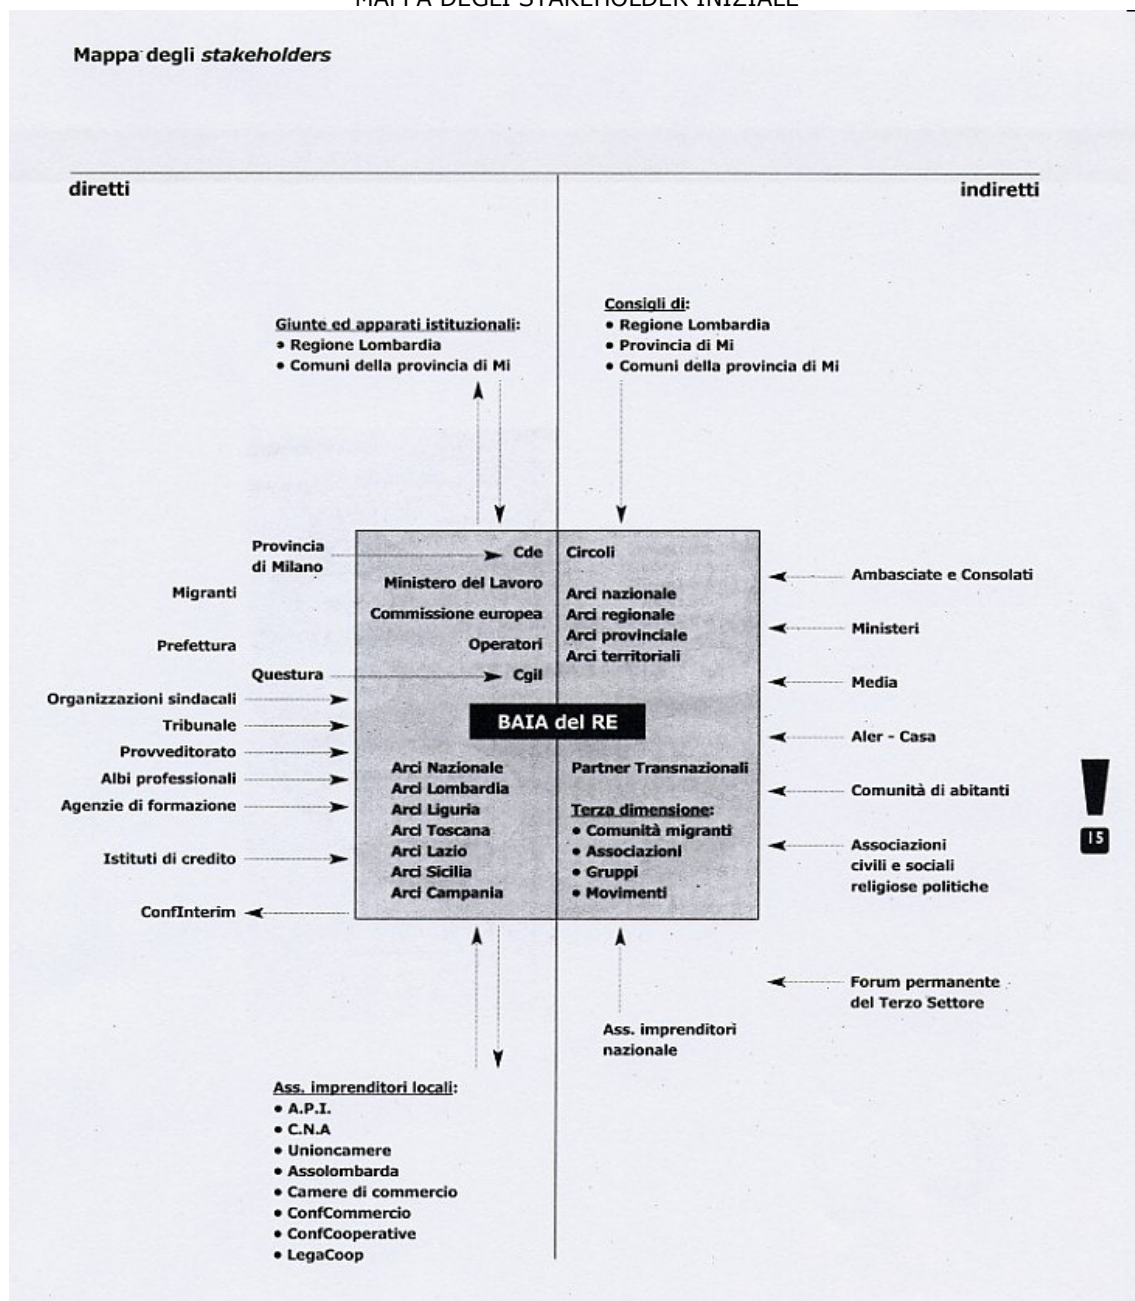 MAPPA DEGLI STAKEHOLDER INIZIALE
Mappa degli stakeholders
diretti
indiretti
Giunte ed apparati istituzionali:
• Regione Lombardia
• Comuni della provincia di Mi
Consigli di:
• Regione Lombardia
• Provincia di Mi
• Comuni della provincia di Mi
Provincia
di Milano
Migranti
Prefettura
Questura
Organizzazioni sindacali
Tribunale
Provveditorato
Albi professionali
Agenzie di formazione
Istituti di credito
ConfInterim
Cde
Ministero del Lavoro
Commissione europea
Operatori
Cgil
Circoli
Arci nazionale
Arci regionale
Arci provinciale
Arci territoriali
BAIA del RE
Arci Nazionale
Arci Lombardia
Arci Liguria
Arci Toscana
Arci Lazio
Arci Sicilia
Arci Campania
Partner Transnazionali
Terza dimensione:
• Comunità migranti
• Associazioni
• Gruppi
• Movimenti
Ambasciate e Consolati
Ministeri
Media
Aler - Casa
Comunità di abitanti
Associazioni
civili e sociali
religiose politiche
Forum permanente
del Terzo Settore
!
15
Ass. imprenditori
nazionale
Ass. imprenditori locali:
• A.P.I.
• C.N.A
• Unioncamere
• Assolombarda
• Camere di commercio
• ConfCommercio
• ConfCooperative
• LegaCoop